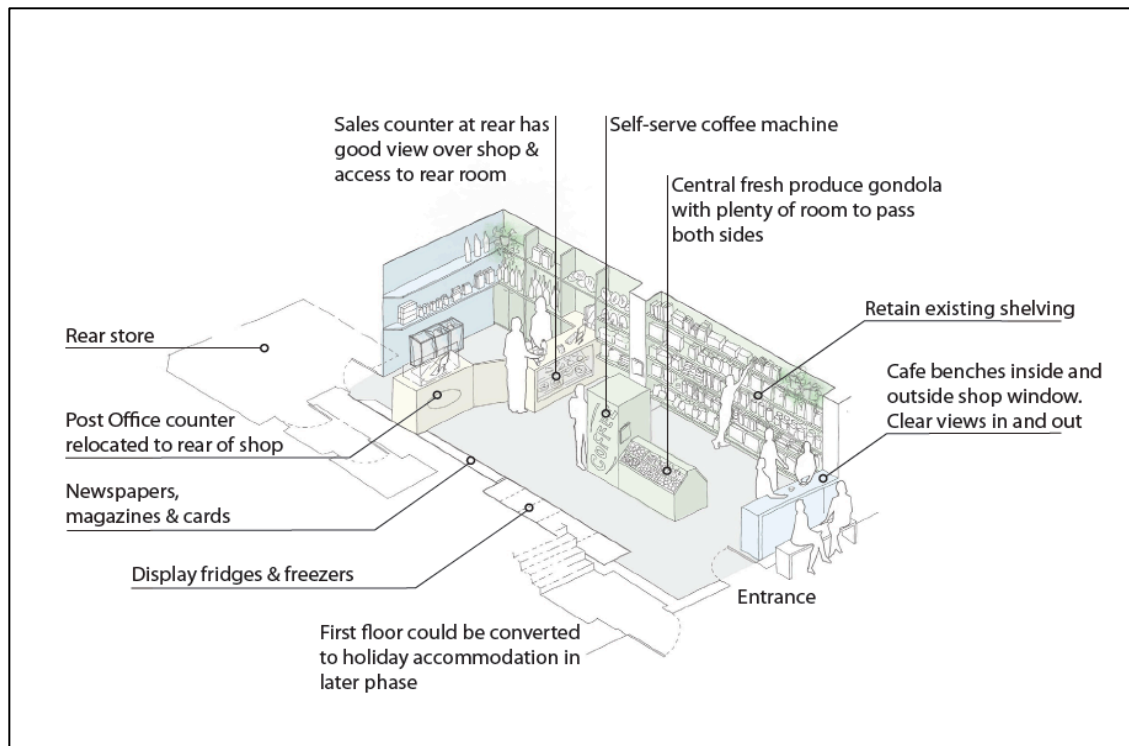 Sales counter at rear has
good view over shop &
access to rear room
Self-serve coffee machine
Central fresh produce gondola
with plenty of room to pass
both sides
Retain existing shelving
Cafe benches inside and
outside shop window.
Clear views in and out
Rear store
Post Office counter
relocated to rear of shop
Newspapers,
magazines & cards
Display fridges & freezers
First floor could be converted
to holiday accommodation in
later phase
Entrance
COFFEE